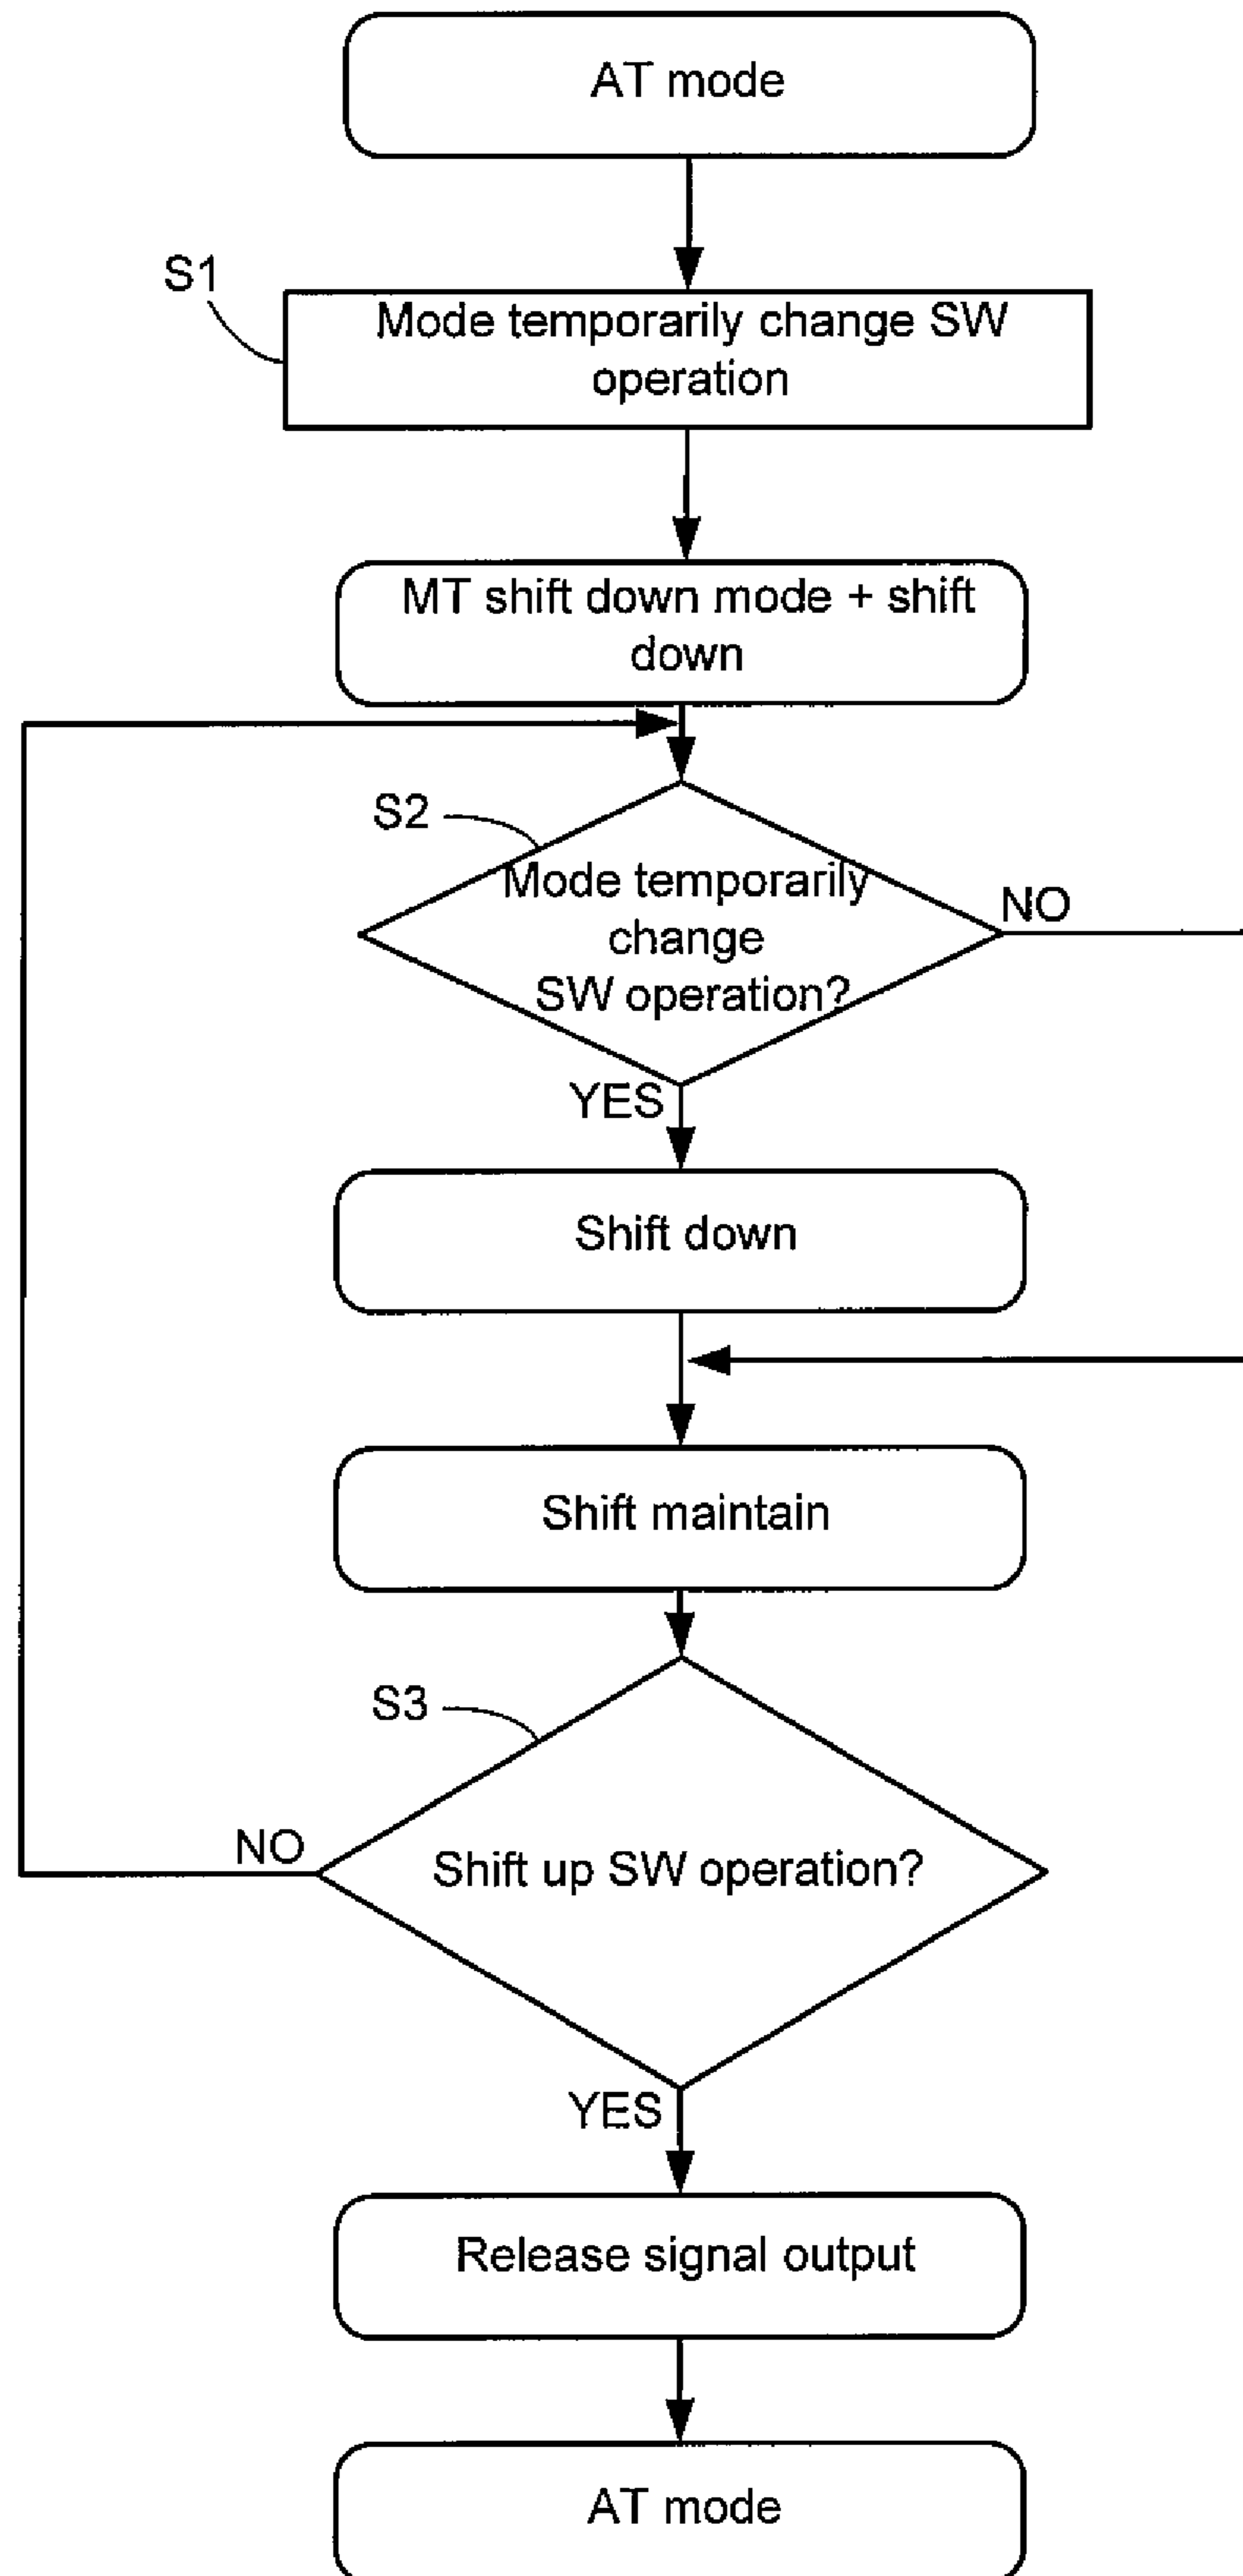 AT mode
S1
Mode temporarily change SW
operation
MT shift down mode + shift
down
S2
Mode temporarily
change
SW operation?
NO
YES
Shift down
Shift maintain
S3
NO
Shift up SW operation?
YES
Release signal output
AT mode